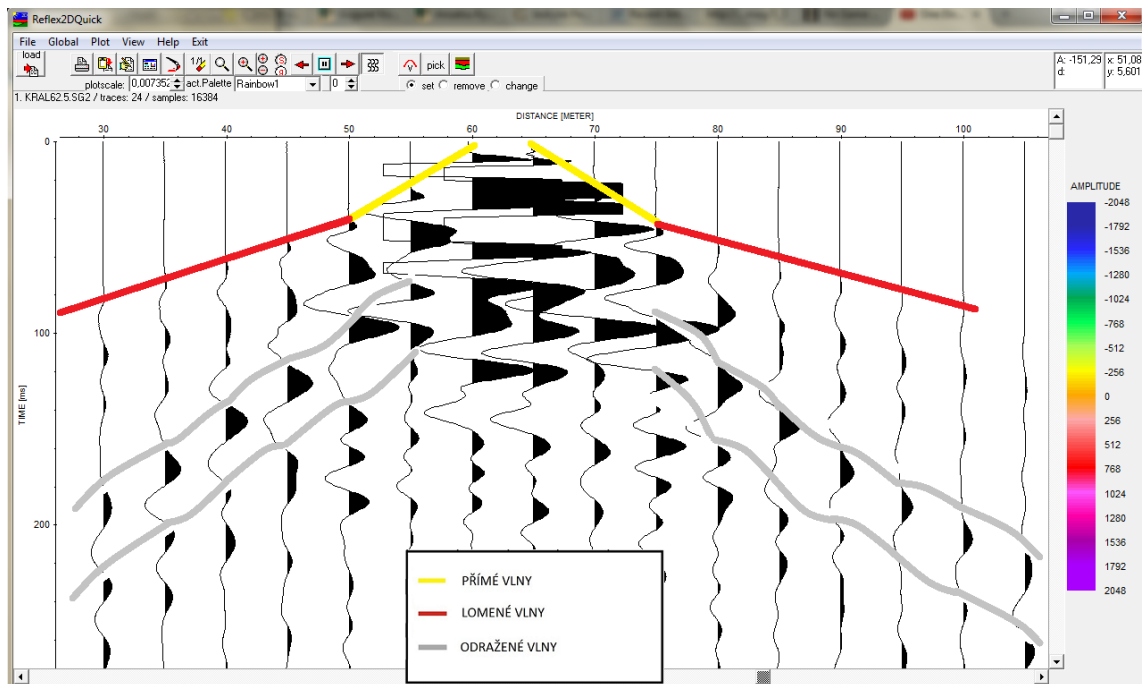 Reflex2DQuick
File Global Plot View Help Exit
load
1/f
pick
A: -151,29
d:
x: 51,08
y: 5,601
plotscale: 0,007352 act.Palette Rainbow1 0 set remove change
1. KRAL62.5.SG2 / traces: 24 / samples: 16384
DISTANCE [METER]
30 40 50 60 70 80 90 100
0
100
200
TIME [ms]
AMPLITUDE
-2048
-1792
-1536
-1280
-1024
-768
-512
-256
0
256
512
768
1024
1280
1536
1792
2048
PŘÍMÉ VLNY
LOMENÉ VLNY
ODRAŽENÉ VLNY